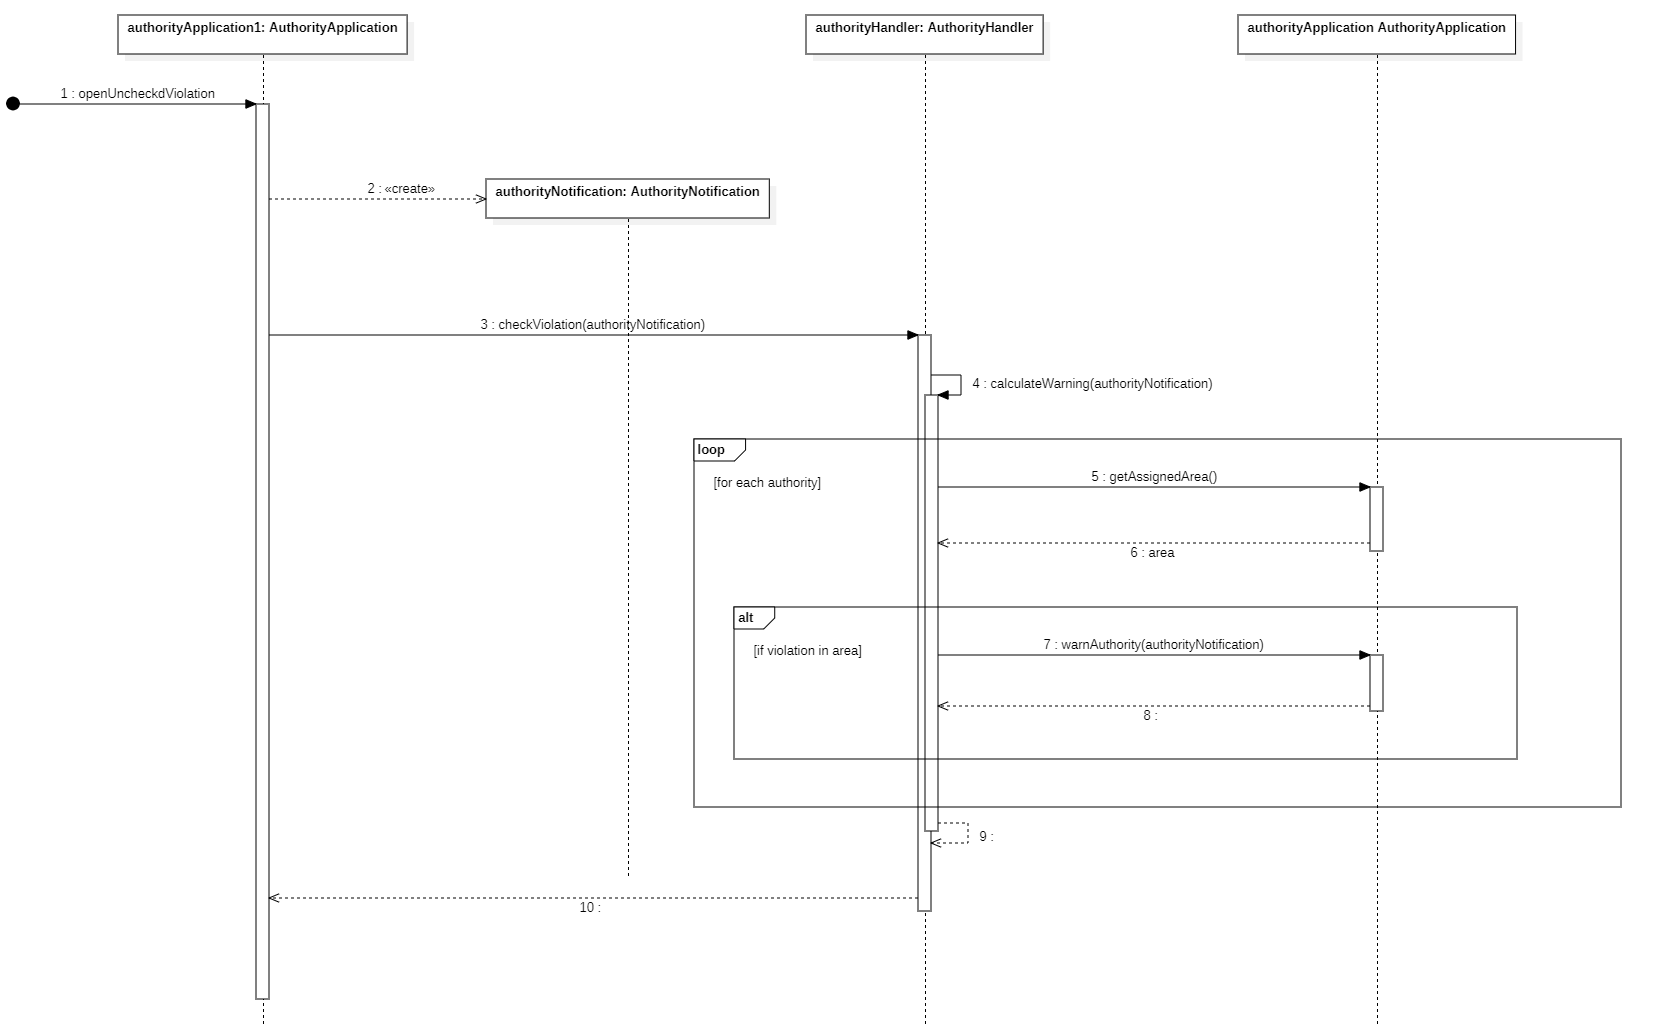 authorityApplication1: AuthorityApplication
authorityHandler: AuthorityHandler
authorityApplication AuthorityApplication
1 : openUncheckdViolation
2 : «create»
authorityNotification: AuthorityNotification
3 : checkViolation(authorityNotification)
4 : calculateWarning(authorityNotification)
loop
[for each authority]
5 : getAssignedArea()
6 : area
alt
[if violation in area]
7 : warnAuthority(authorityNotification)
8 :
9 :
10 :